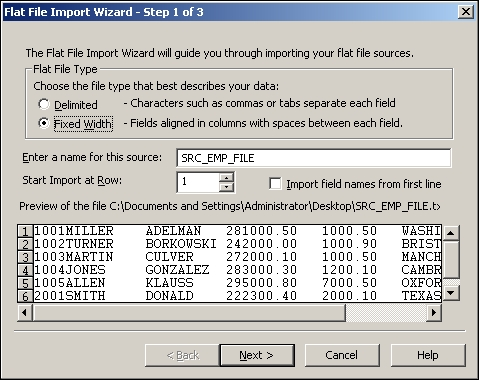 Flat File Import Wizard - Step 1 of 3
The Flat File Import Wizard will guide you through importing your flat file sources.
Flat File Type
Choose the file type that best describes your data:
Delimited - Characters such as commas or tabs separate each field
Fixed Width - Fields aligned in columns with spaces between each field.
Enter a name for this source: SRC_EMP_FILE
Start Import at Row: 1 Import field names from first line
Preview of the file C:\Documents and Settings\Administrator\Desktop\SRC_EMP_FILE.tx
1 1001MILLER ADELMAN 281000.50 1000.50 WASHI
2 1002TURNER BORKOWSKI 242000.00 1000.90 BRIST
3 1003MARTIN CULVER 272000.10 1000.50 MANCH
4 1004JONES GONZALEZ 283000.30 1200.10 CAMBR
5 1005ALLEN KLAUSS 295000.80 7000.50 OXFOR
6 2001SMITH DONALD 222300.40 2000.10 TEXAS
< Back Next > Cancel Help